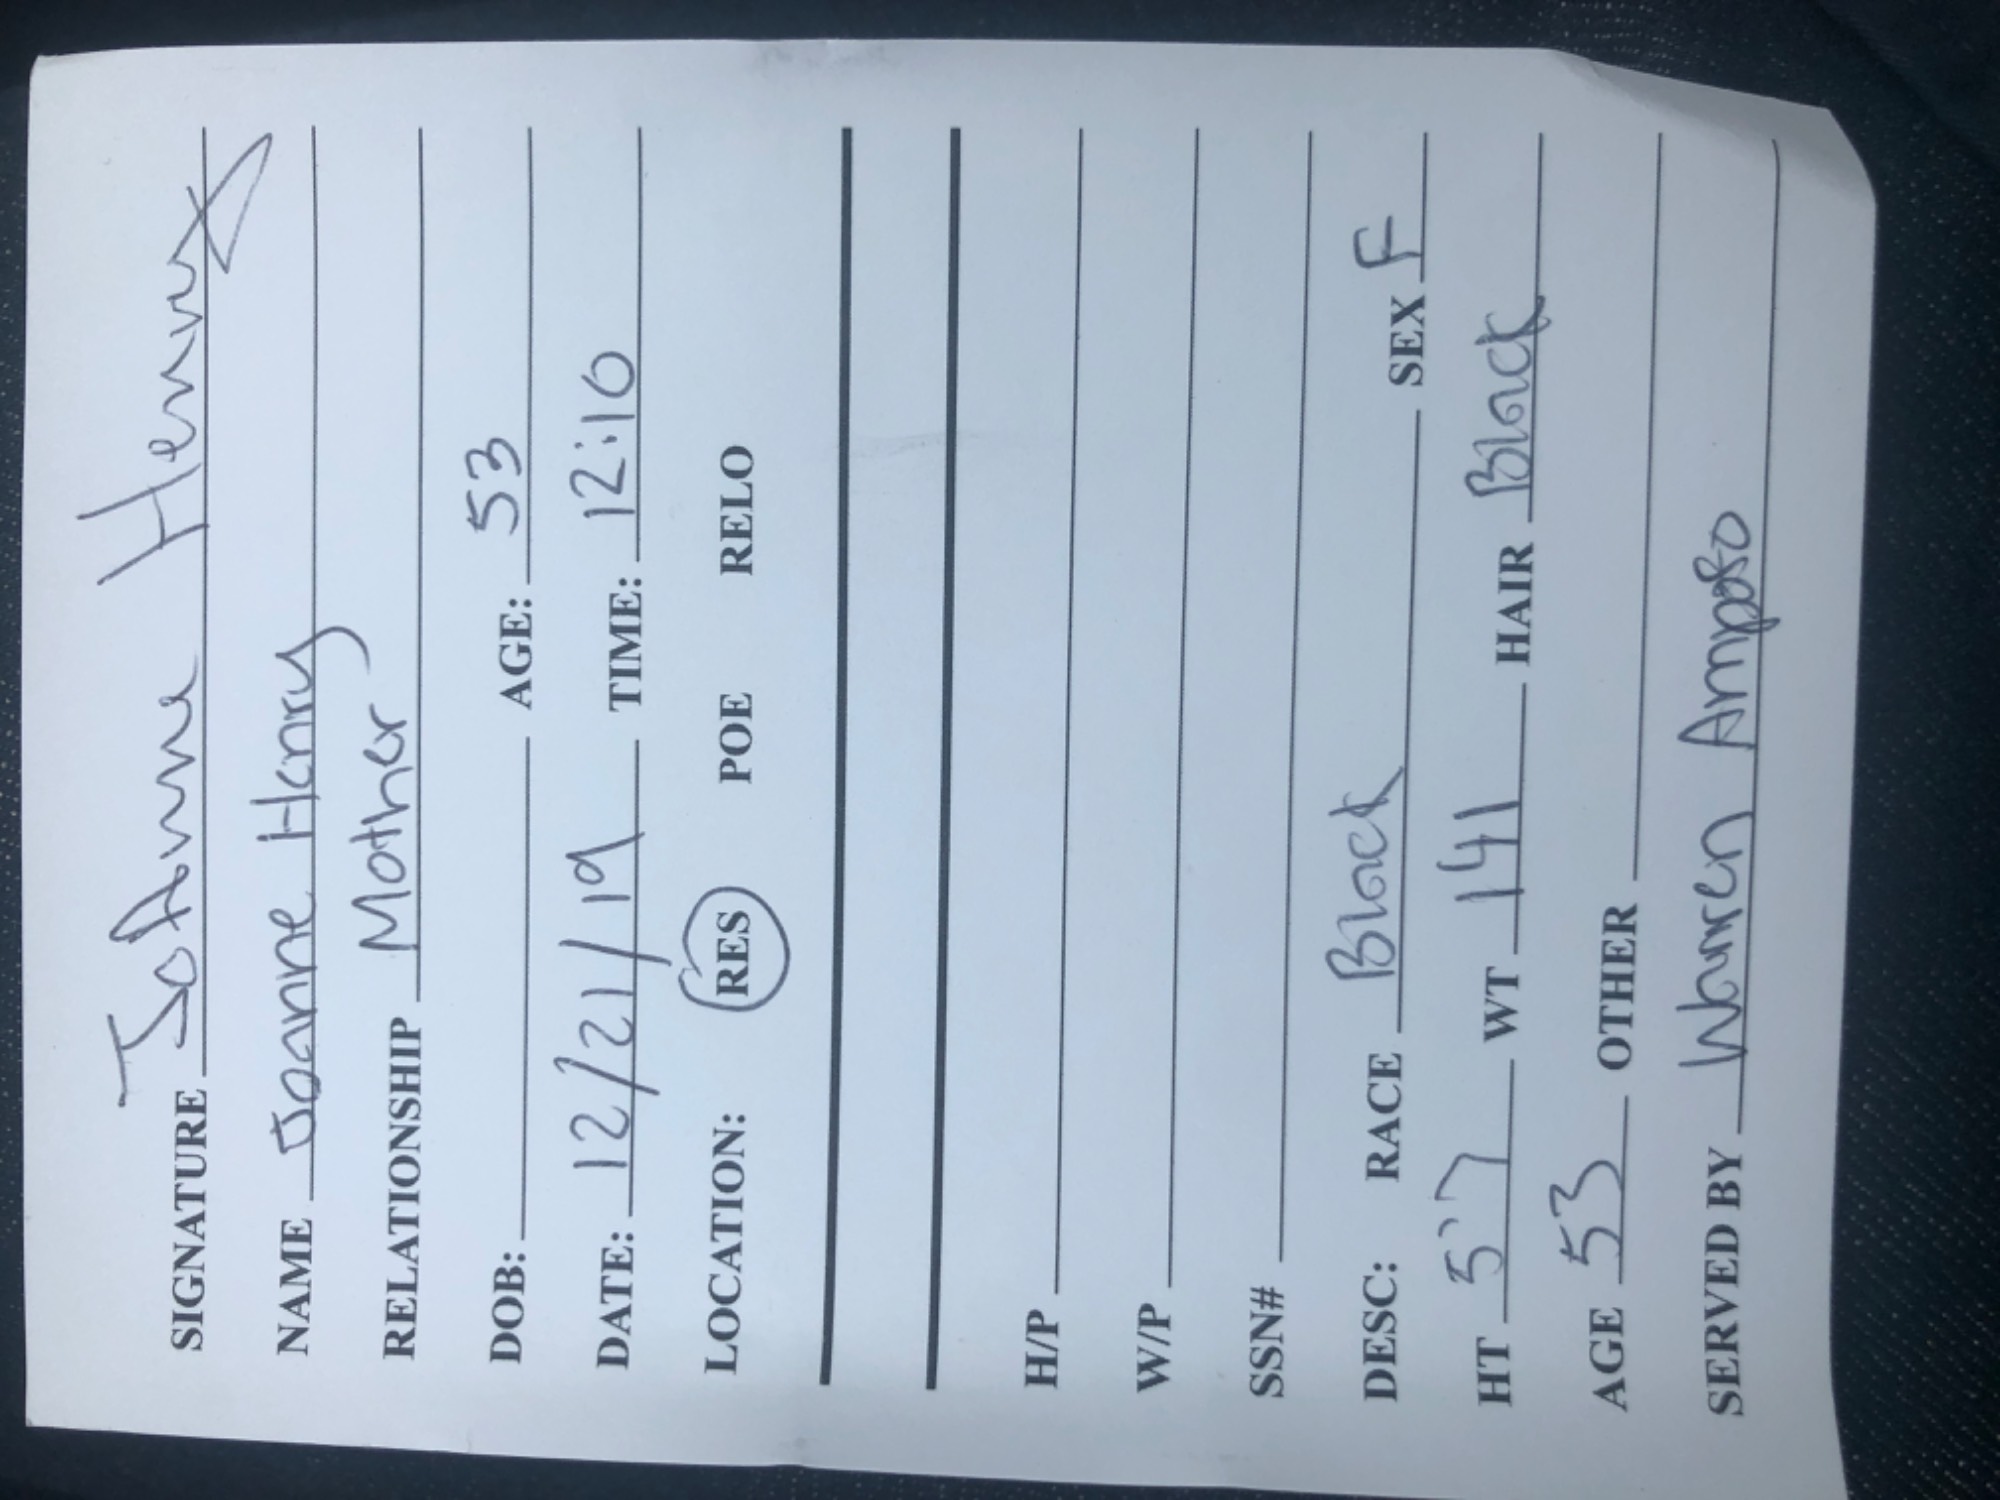 SIGNATURE JoAnne Henry
NAME Joanne Henry
RELATIONSHIP Mother
DOB: AGE: 53
DATE: 12/21/19 TIME: 12:10
LOCATION: RES POE RELO
H/P
W/P
SSN#
DESC: RACE Black SEX F
HT 5'7 WT 141 HAIR Black
AGE 53 OTHER
SERVED BY Warren